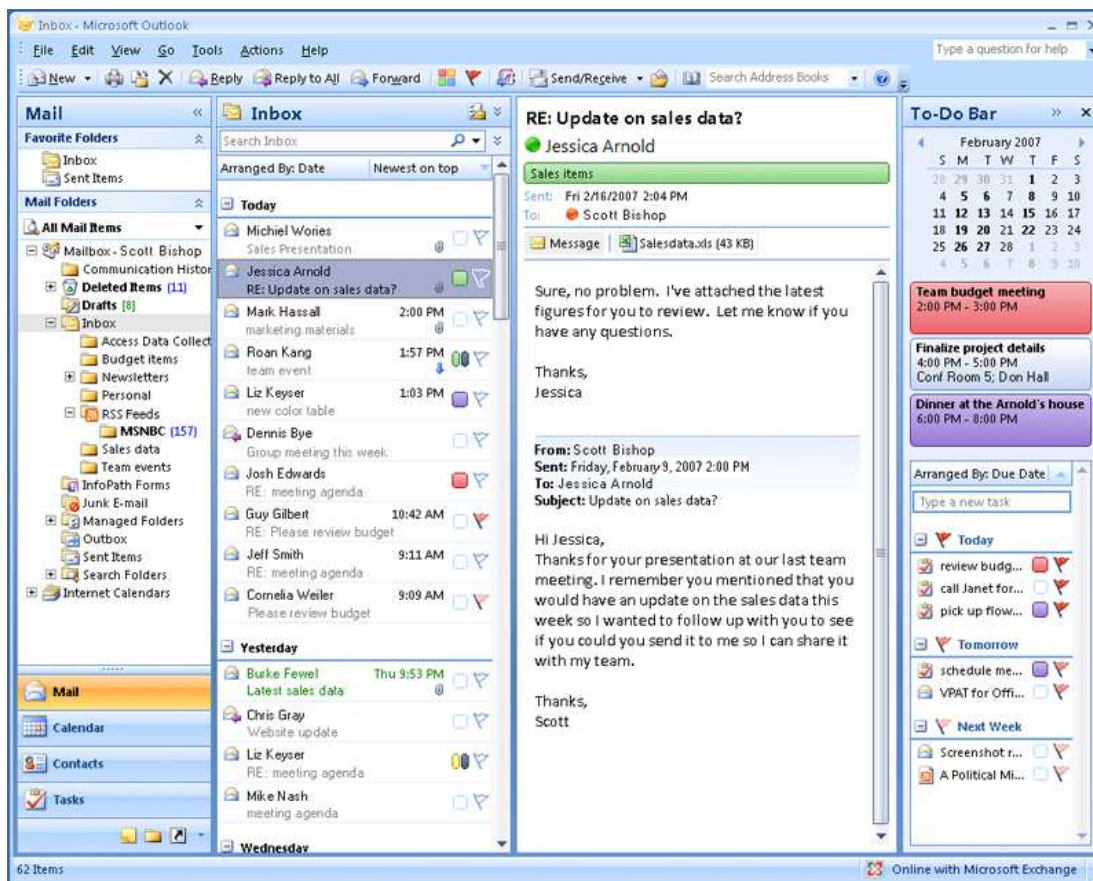 Inbox - Microsoft Outlook
File Edit View Go Tools Actions Help
Type a question for help
New Reply Reply to All Forward Send/Receive Search Address Books
Mail
Favorite Folders
Inbox
Sent Items
Mail Folders
All Mail Items
Mailbox - Scott Bishop
Communication Histor
Deleted Items (11)
Drafts [8]
Inbox
Access Data Collect
Budget items
Newsletters
Personal
RSS Feeds
MSNBC (157)
Sales data
Team events
InfoPath Forms
Junk E-mail
Managed Folders
Outbox
Sent Items
Search Folders
Internet Calendars
Mail
Calendar
Contacts
Tasks
Inbox
Search Inbox
Arranged By: Date Newest on top
Today
Michiel Wories
Sales Presentation
Jessica Arnold
RE: Update on sales data?
Mark Hassall 2:00 PM
marketing materials
Roan Kang 1:57 PM
team event
Liz Keyser 1:03 PM
new color table
Dennis Bye
Group meeting this week
Josh Edwards
RE: meeting agenda
Guy Gilbert 10:42 AM
RE: Please review budget
Jeff Smith 9:11 AM
RE: meeting agenda
Cornelia Weiler 9:09 AM
Please review budget
Yesterday
Burke Fewel Thu 9:53 PM
Latest sales data
Chris Gray
Website update
Liz Keyser
RE: meeting agenda
Mike Nash
meeting agenda
Wednesday
RE: Update on sales data?
Jessica Arnold
Sales items
Sent: Fri 2/16/2007 2:04 PM
To: Scott Bishop
Message Salesdata.xls (43 KB)
Sure, no problem. I've attached the latest
figures for you to review. Let me know if you
have any questions.
Thanks,
Jessica
From: Scott Bishop
Sent: Friday, February 9, 2007 2:00 PM
To: Jessica Arnold
Subject: Update on sales data?
Hi Jessica,
Thanks for your presentation at our last team
meeting. I remember you mentioned that you
would have an update on the sales data this
week so I wanted to follow up with you to see
if you could you send it to me so I can share it
with my team.
Thanks,
Scott
To-Do Bar
February 2007
S M T W T F S
28 29 30 31 1 2 3
4 5 6 7 8 9 10
11 12 13 14 15 16 17
18 19 20 21 22 23 24
25 26 27 28 1 2 3
4 5 6 7 8 9 10
Team budget meeting
2:00 PM - 3:00 PM
Finalize project details
4:00 PM - 5:00 PM
Conf Room 5; Don Hall
Dinner at the Arnold's house
6:00 PM - 8:00 PM
Arranged By: Due Date
Type a new task
Today
review budg...
call Janet for...
pick up flow...
Tomorrow
schedule me...
VPAT for Offi...
Next Week
Screenshot r...
A Political Mi...
62 Items
Online with Microsoft Exchange